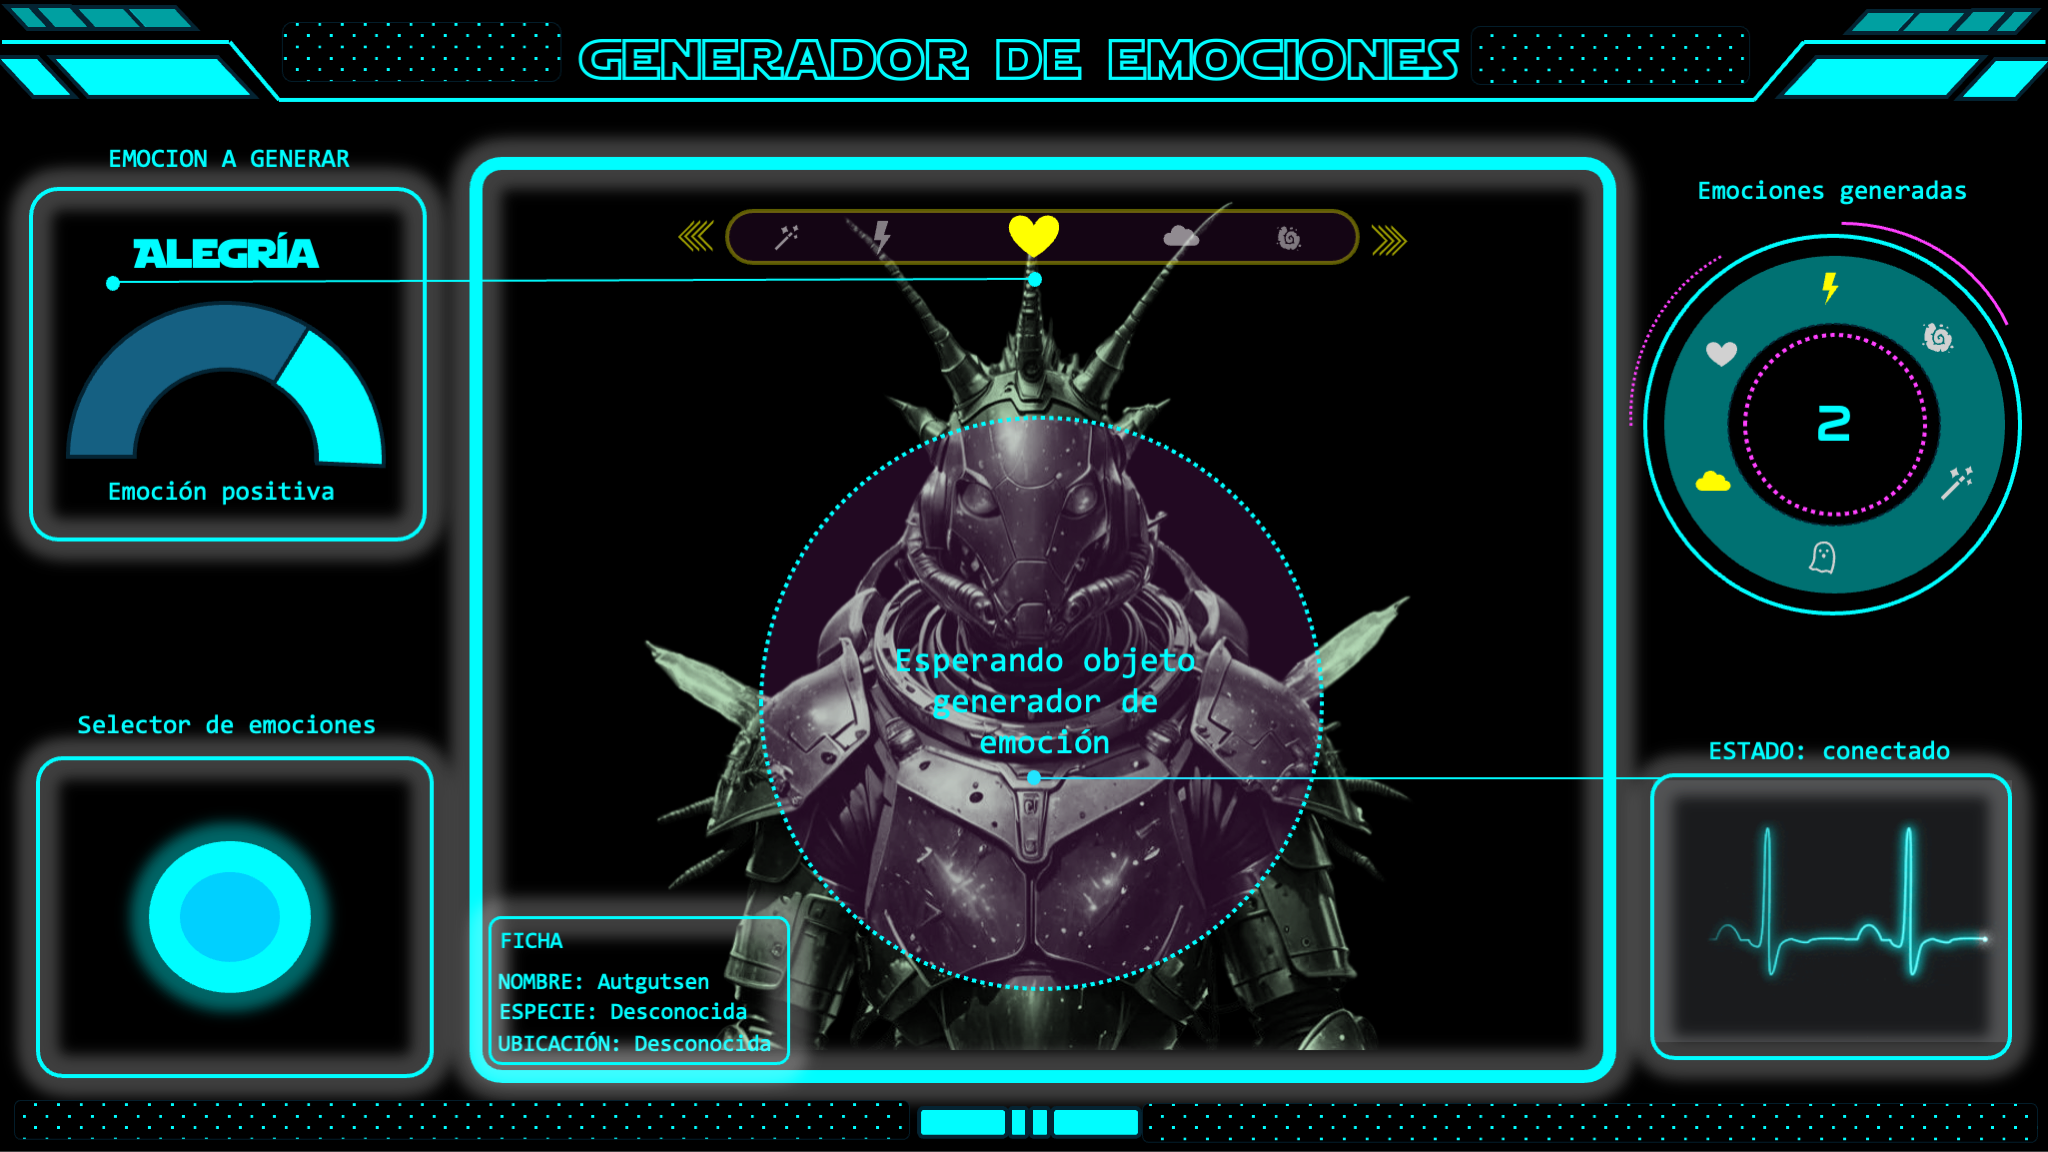 GENERADOR DE EMOCIONES
EMOCION A GENERAR
ALEGRÍA
Emoción positiva
Selector de emociones
Esperando objeto
generador de
emoción
FICHA
NOMBRE: Autgutsen
ESPECIE: Desconocida
UBICACIÓN: Desconocida
Emociones generadas
2
ESTADO: conectado